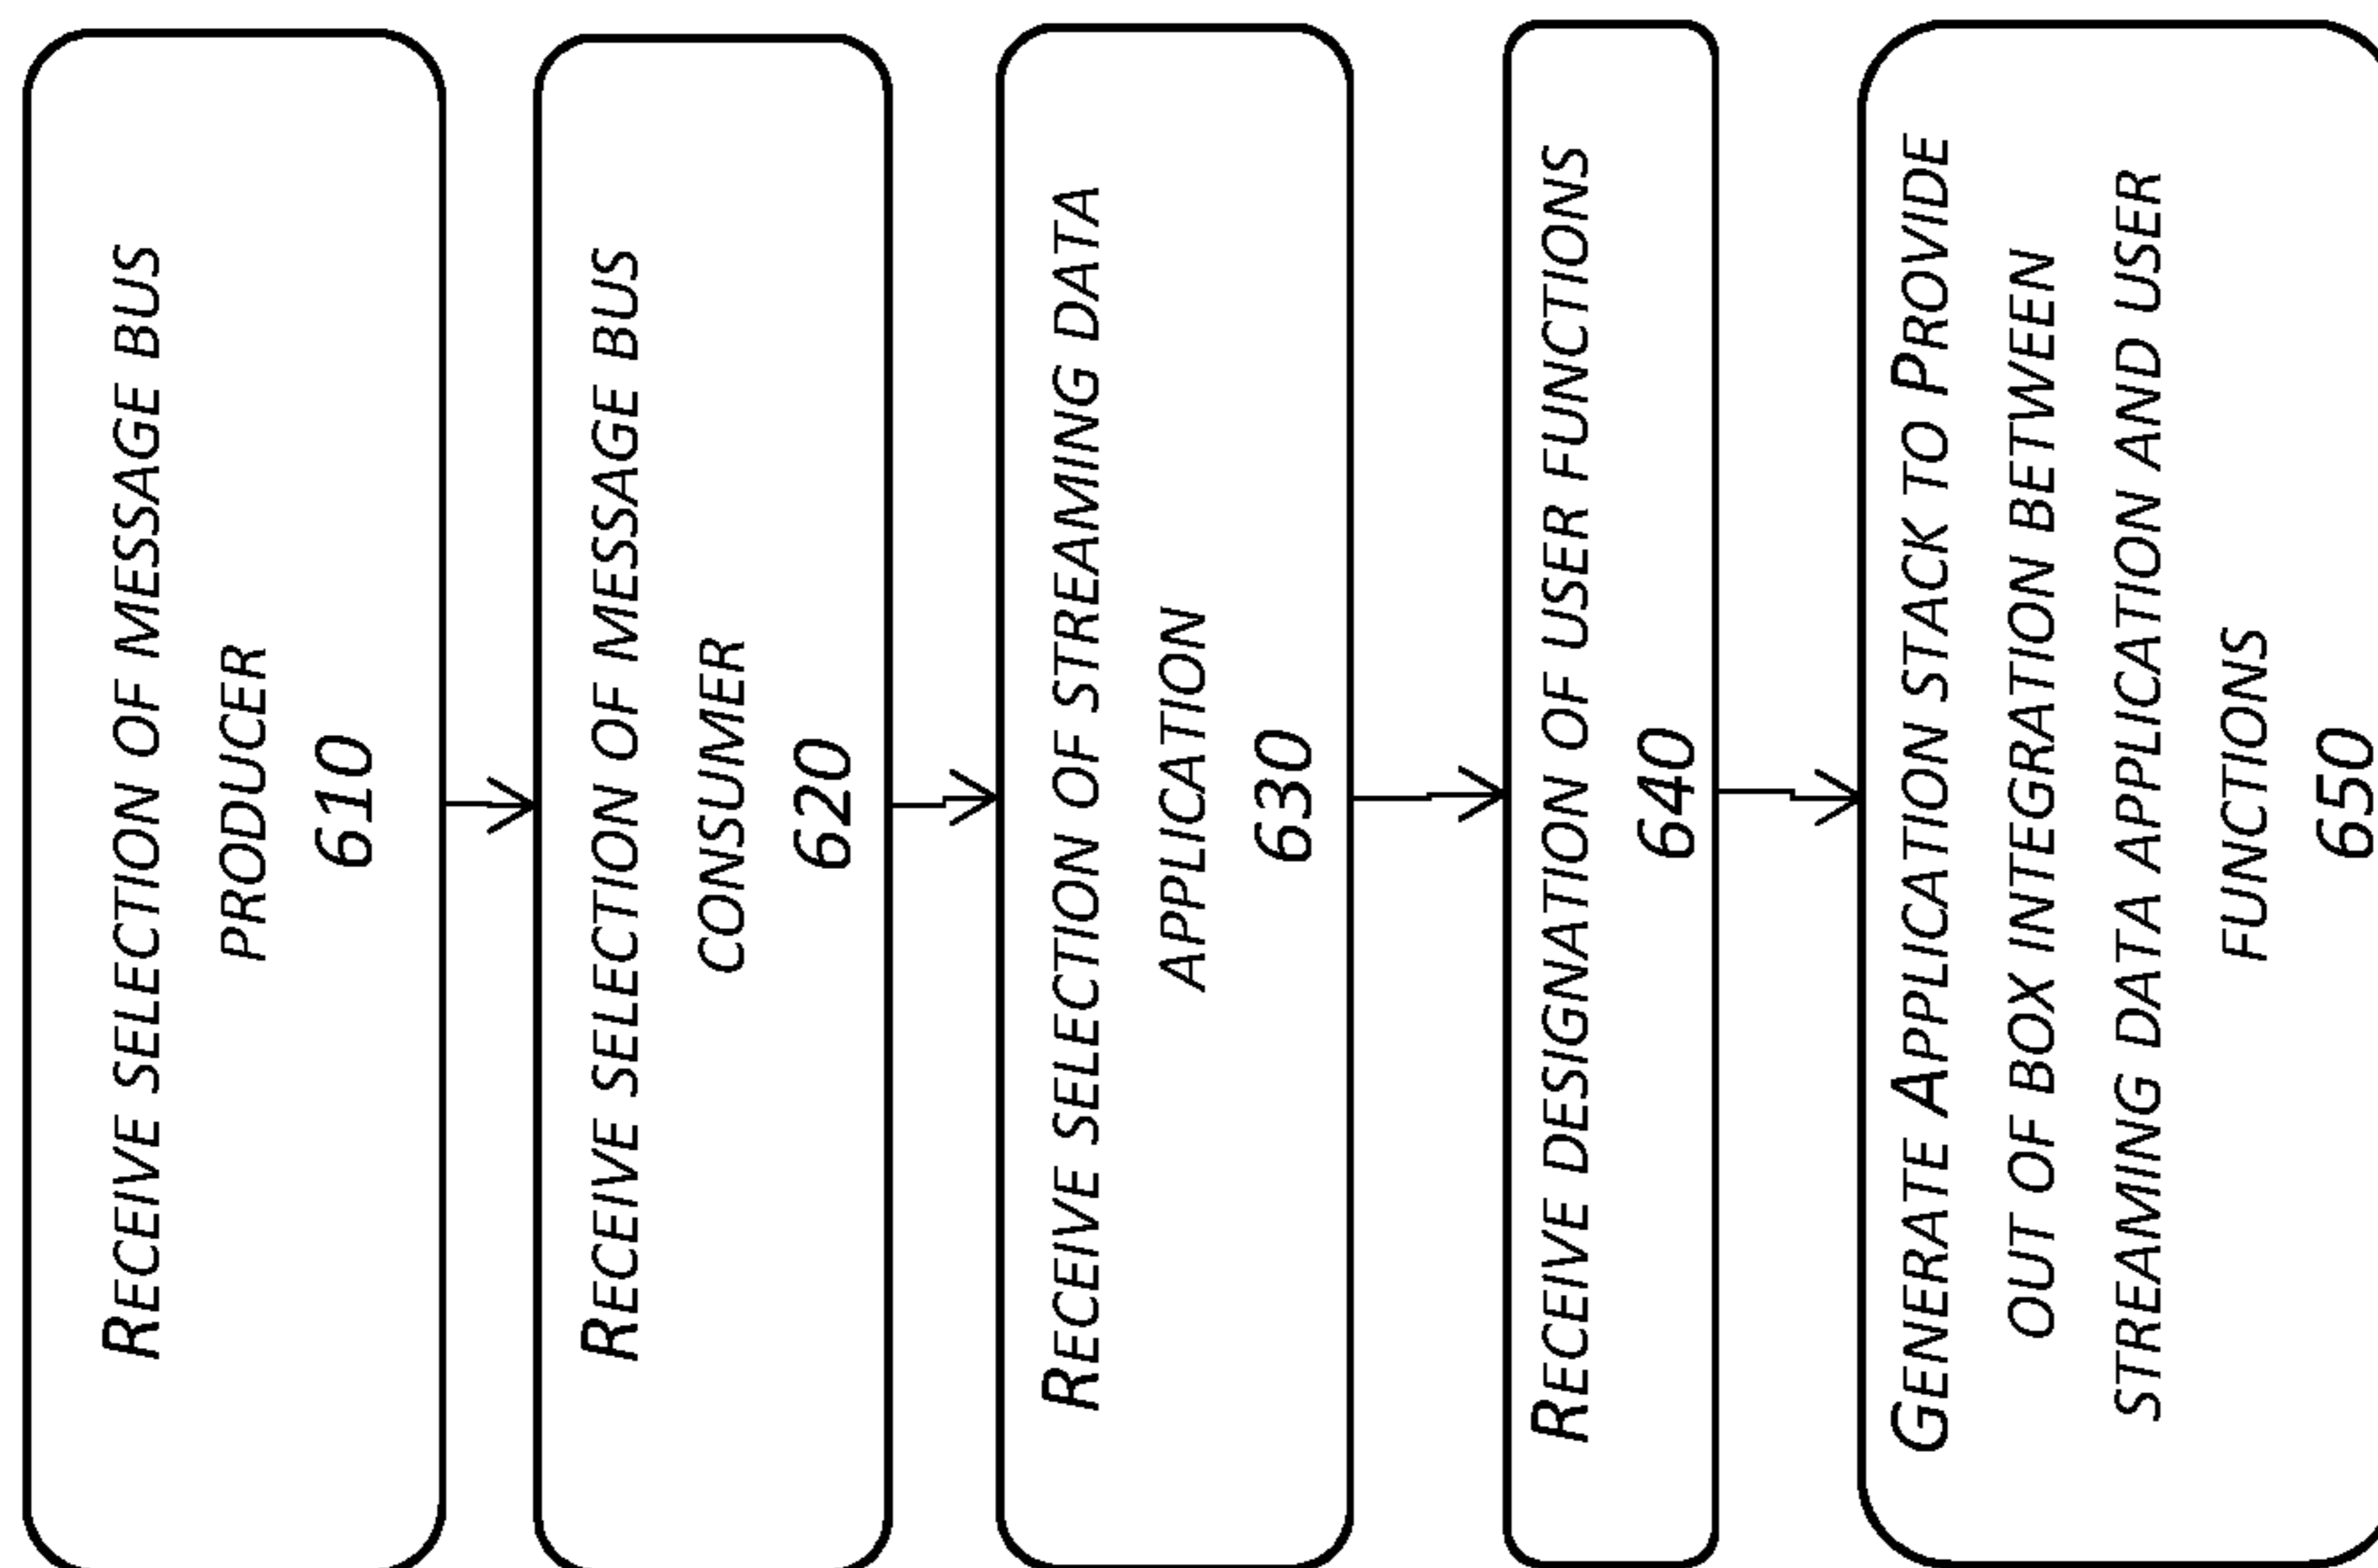 RECEIVE SELECTION OF MESSAGE BUS
PRODUCER
610
RECEIVE SELECTION OF MESSAGE BUS
CONSUMER
620
RECEIVE SELECTION OF STREAMING DATA
APPLICATION
630
RECEIVE DESIGNATION OF USER FUNCTIONS
640
GENERATE APPLICATION STACK TO PROVIDE
OUT OF BOX INTEGRATION BETWEEN
STREAMING DATA APPLICATION AND USER
FUNCTIONS
650